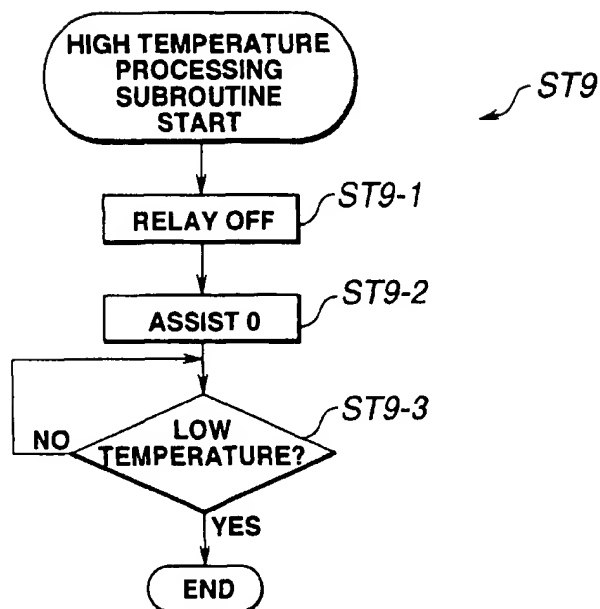 HIGH TEMPERATURE
PROCESSING
SUBROUTINE
START
ST9
RELAY OFF
ST9-1
ASSIST 0
ST9-2
LOW
TEMPERATURE?
ST9-3
NO
YES
END